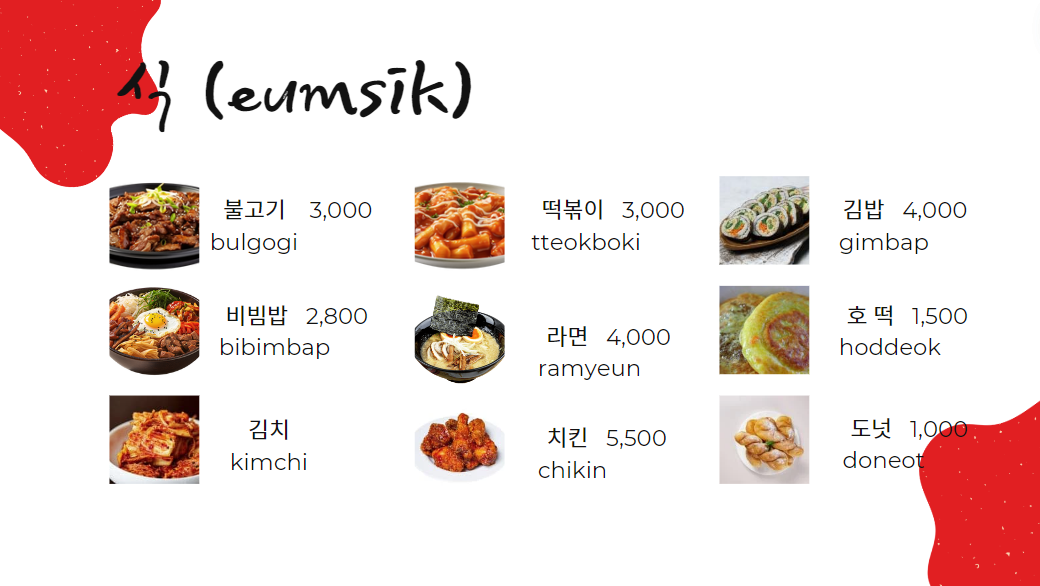 식 (eumsīk)
불고기 3,000
bulgogi
떡볶이 3,000
tteokboki
김밥 4,000
gimbap
비빔밥 2,800
bibimbap
라면 4,000
ramyeun
호 떡 1,500
hoddeok
김치
kimchi
치킨 5,500
chikin
도넛 1,000
doneot